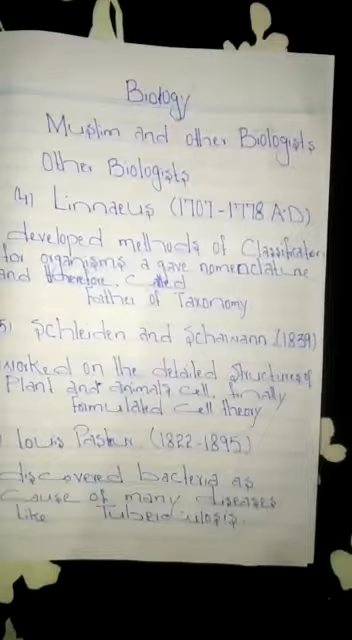 Biology
Muslim and other Biologists
Other Biologists
(4) Linnaeus (1707-1778 A.D)
developed methods of Classification
for organisms a gave nomenclature
and therefore. Called
Father of Taxonomy
5) Schleiden and Schawann (1839)
worked on the detailed Structures of
Plant and animals cell. finally
formulated cell theory
) louis Pastur (1822-1895)
discovered bacteria as
cause of many diseases
Like Tuberculosis.